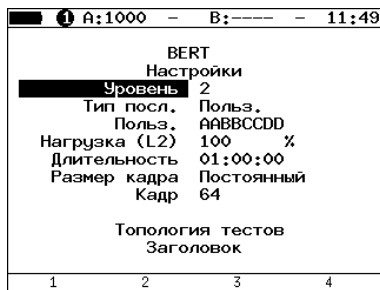 ❶ A:1000 – B:---- – 11:49
BERT
Настройки
Уровень 2
Тип посл. Польз.
Польз. AABBCCDD
Нагрузка (L2) 100 %
Длительность 01:00:00
Размер кадра Постоянный
Кадр 64
Топология тестов
Заголовок
1 2 3 4